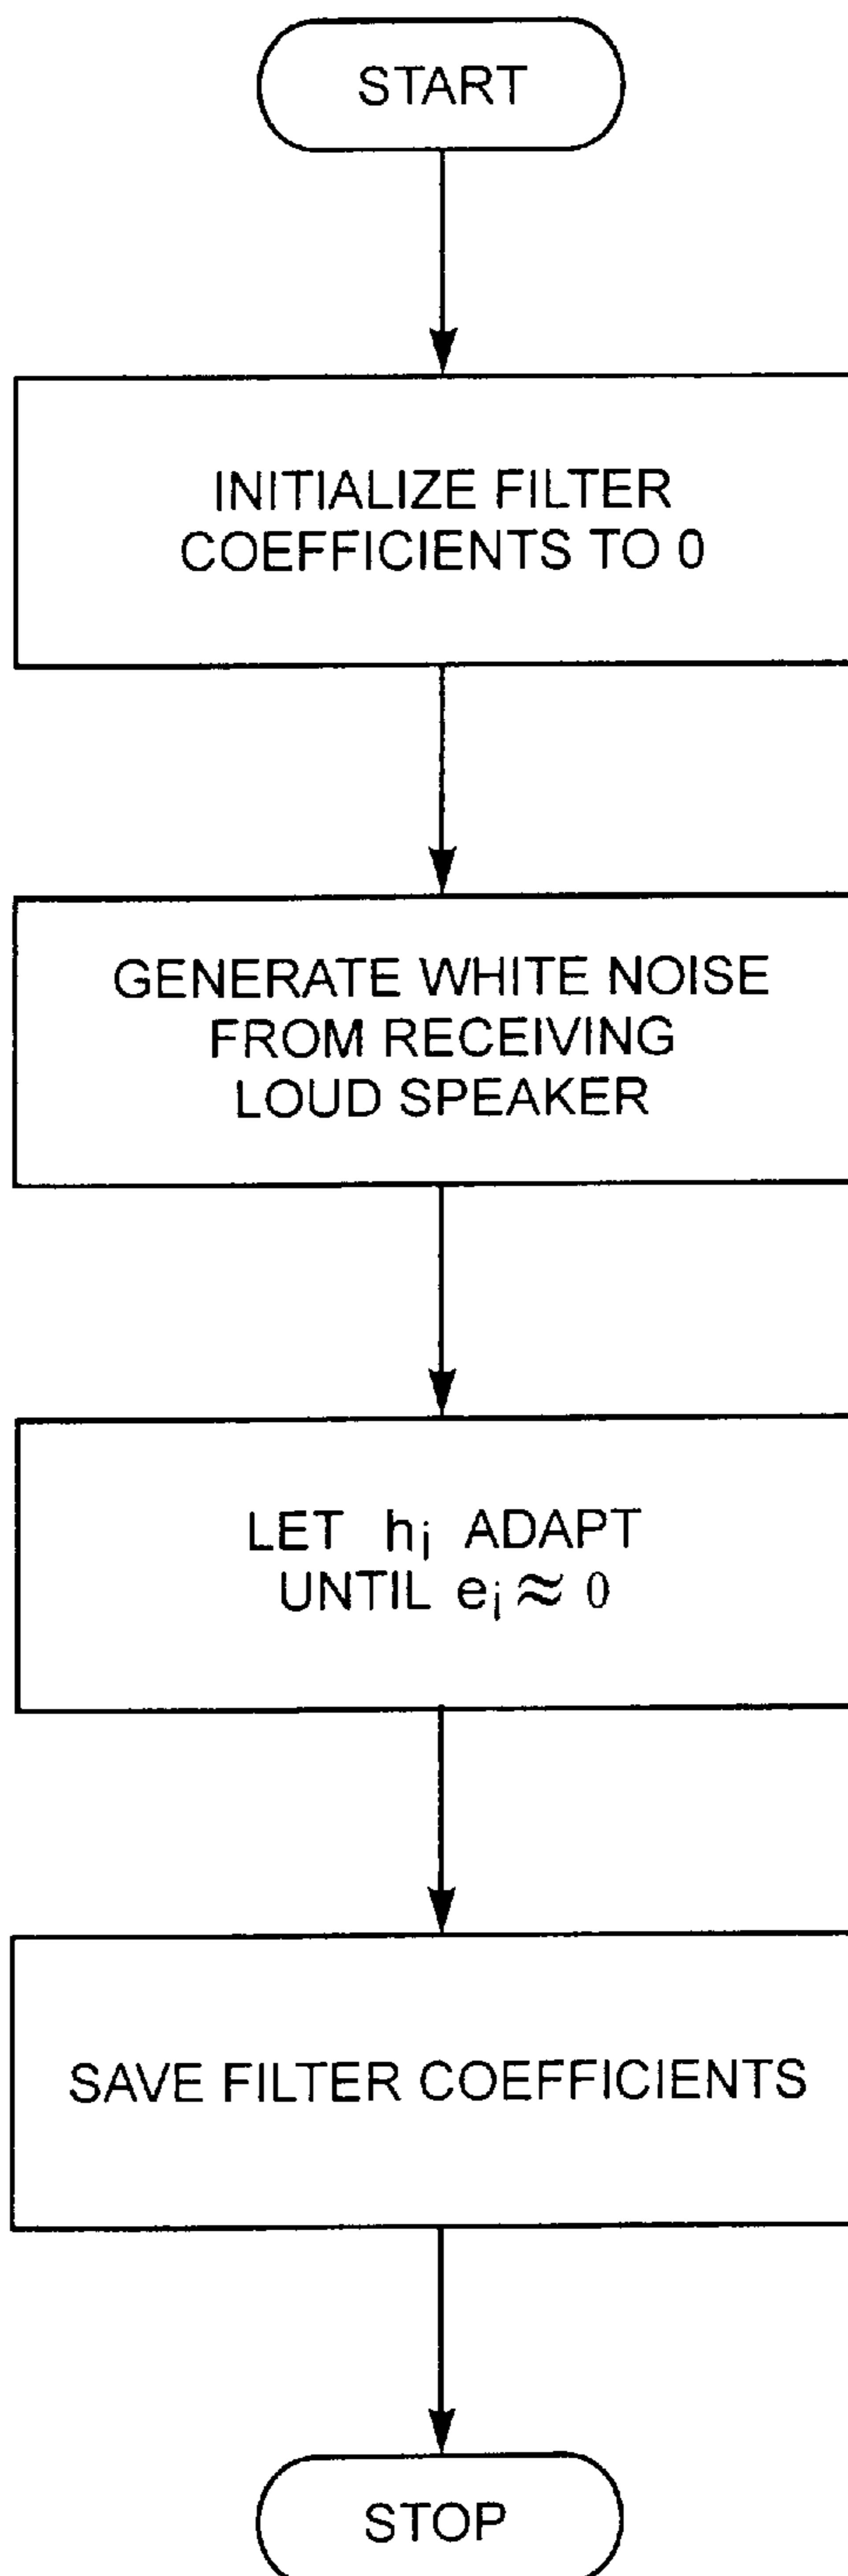 START
INITIALIZE FILTER
COEFFICIENTS TO 0
GENERATE WHITE NOISE
FROM RECEIVING
LOUD SPEAKER
LET hi ADAPT
UNTIL ei ≈ 0
SAVE FILTER COEFFICIENTS
STOP